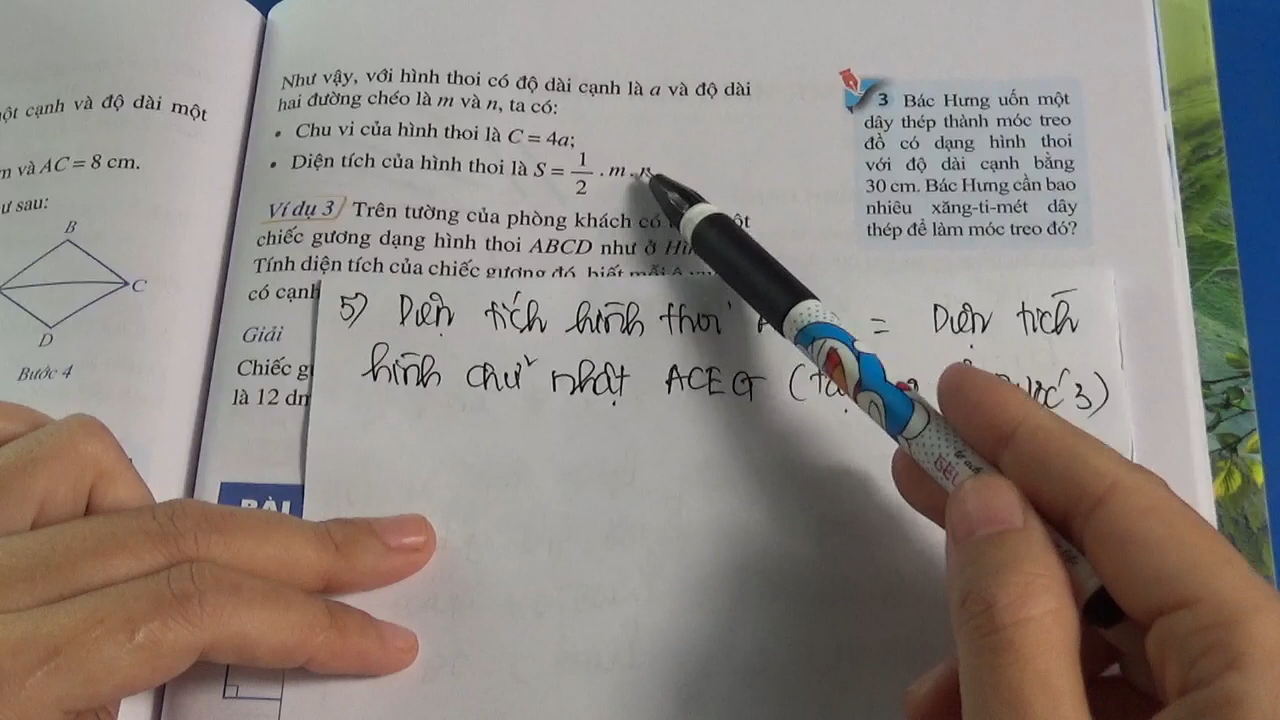 ột cạnh và độ dài một
m và AC = 8 cm.
ư sau:
B
C
D
Bước 4
Như vậy, với hình thoi có độ dài cạnh là a và độ dài
hai đường chéo là m và n, ta có:
• Chu vi của hình thoi là C = 4a;
• Diện tích của hình thoi là S = 1/2 . m .
Ví dụ 3 Trên tường của phòng khách có
chiếc gương dạng hình thoi ABCD như ở
Tính diện tích của chiếc gương đó, biết mỗi ô
có cạnh
Giải
Chiếc
là 12 dm
BÀI
3 Bác Hưng uốn một
dây thép thành móc treo
đồ có dạng hình thoi
với độ dài cạnh bằng
30 cm. Bác Hưng cần bao
nhiêu xăng-ti-mét dây
thép để làm móc treo đó?
5) Diện tích hình thoi = Diện tích
hình chữ nhật ACEG ( 3)